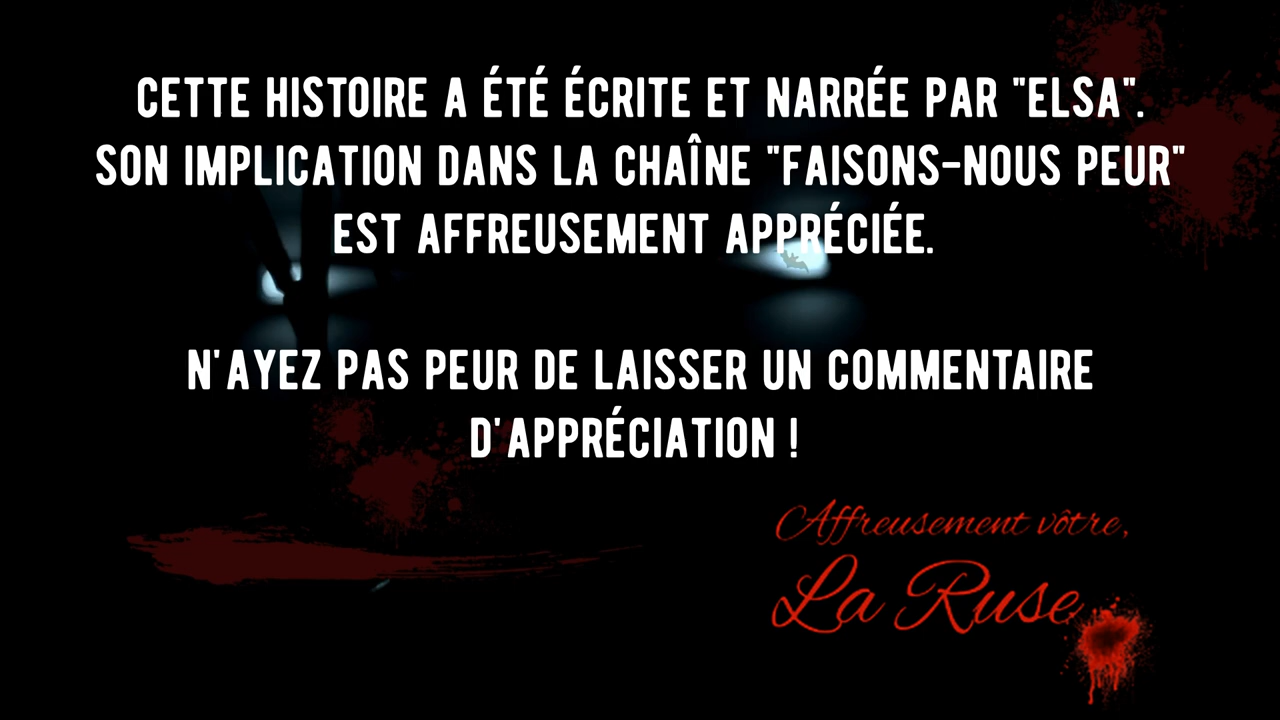 CETTE HISTOIRE A ÉTÉ ÉCRITE ET NARRÉE PAR "ELSA".
SON IMPLICATION DANS LA CHAÎNE "FAISONS-NOUS PEUR"
EST AFFREUSEMENT APPRÉCIÉE.
N'AYEZ PAS PEUR DE LAISSER UN COMMENTAIRE
D'APPRÉCIATION !
Affreusement vôtre,
La Ruse